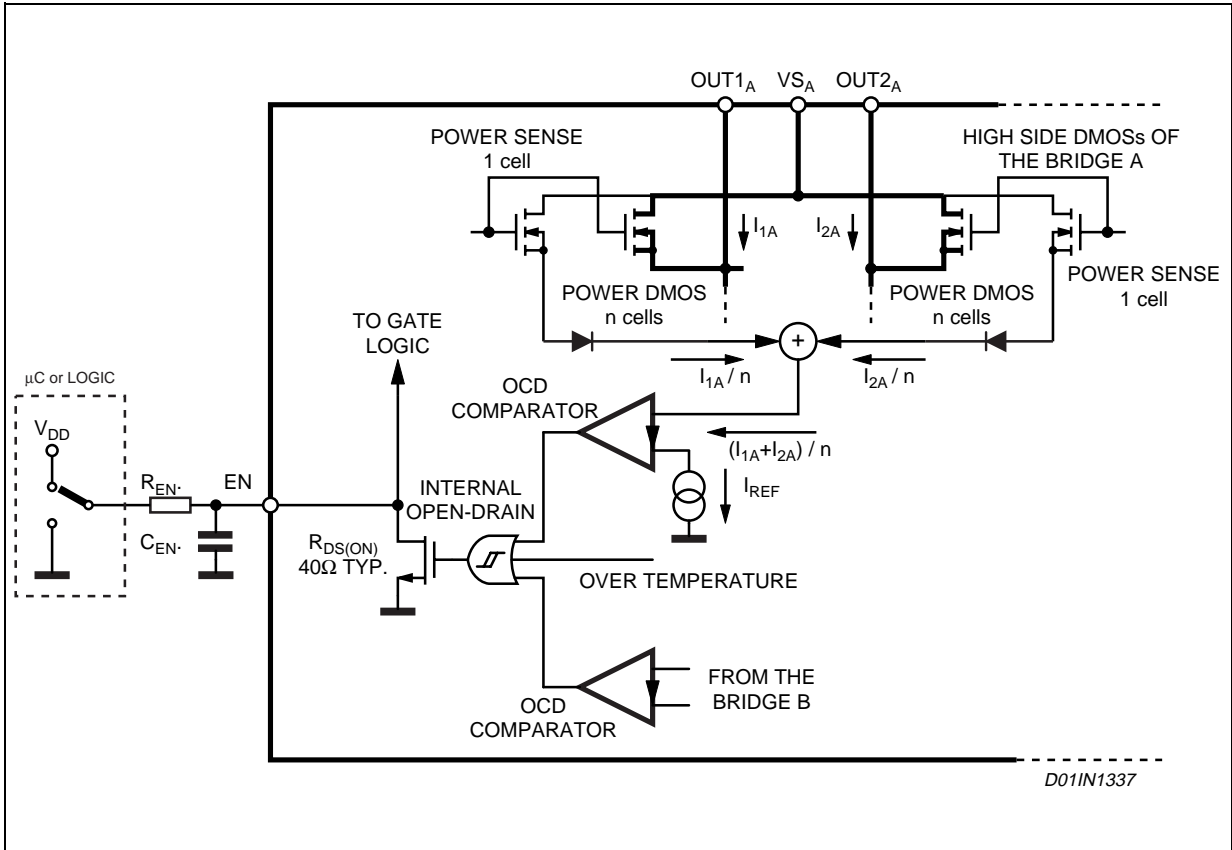 OUT1A VSA OUT2A
POWER SENSE
1 cell
HIGH SIDE DMOSs OF
THE BRIDGE A
I1A
I2A
POWER SENSE
1 cell
POWER DMOS
n cells
POWER DMOS
n cells
TO GATE
LOGIC
+
I1A / n
I2A / n
μC or LOGIC
VDD
OCD
COMPARATOR
(I1A+I2A) / n
IREF
REN.
EN
INTERNAL
OPEN-DRAIN
CEN.
RDS(ON)
40Ω TYP.
OVER TEMPERATURE
FROM THE
BRIDGE B
OCD
COMPARATOR
D01IN1337